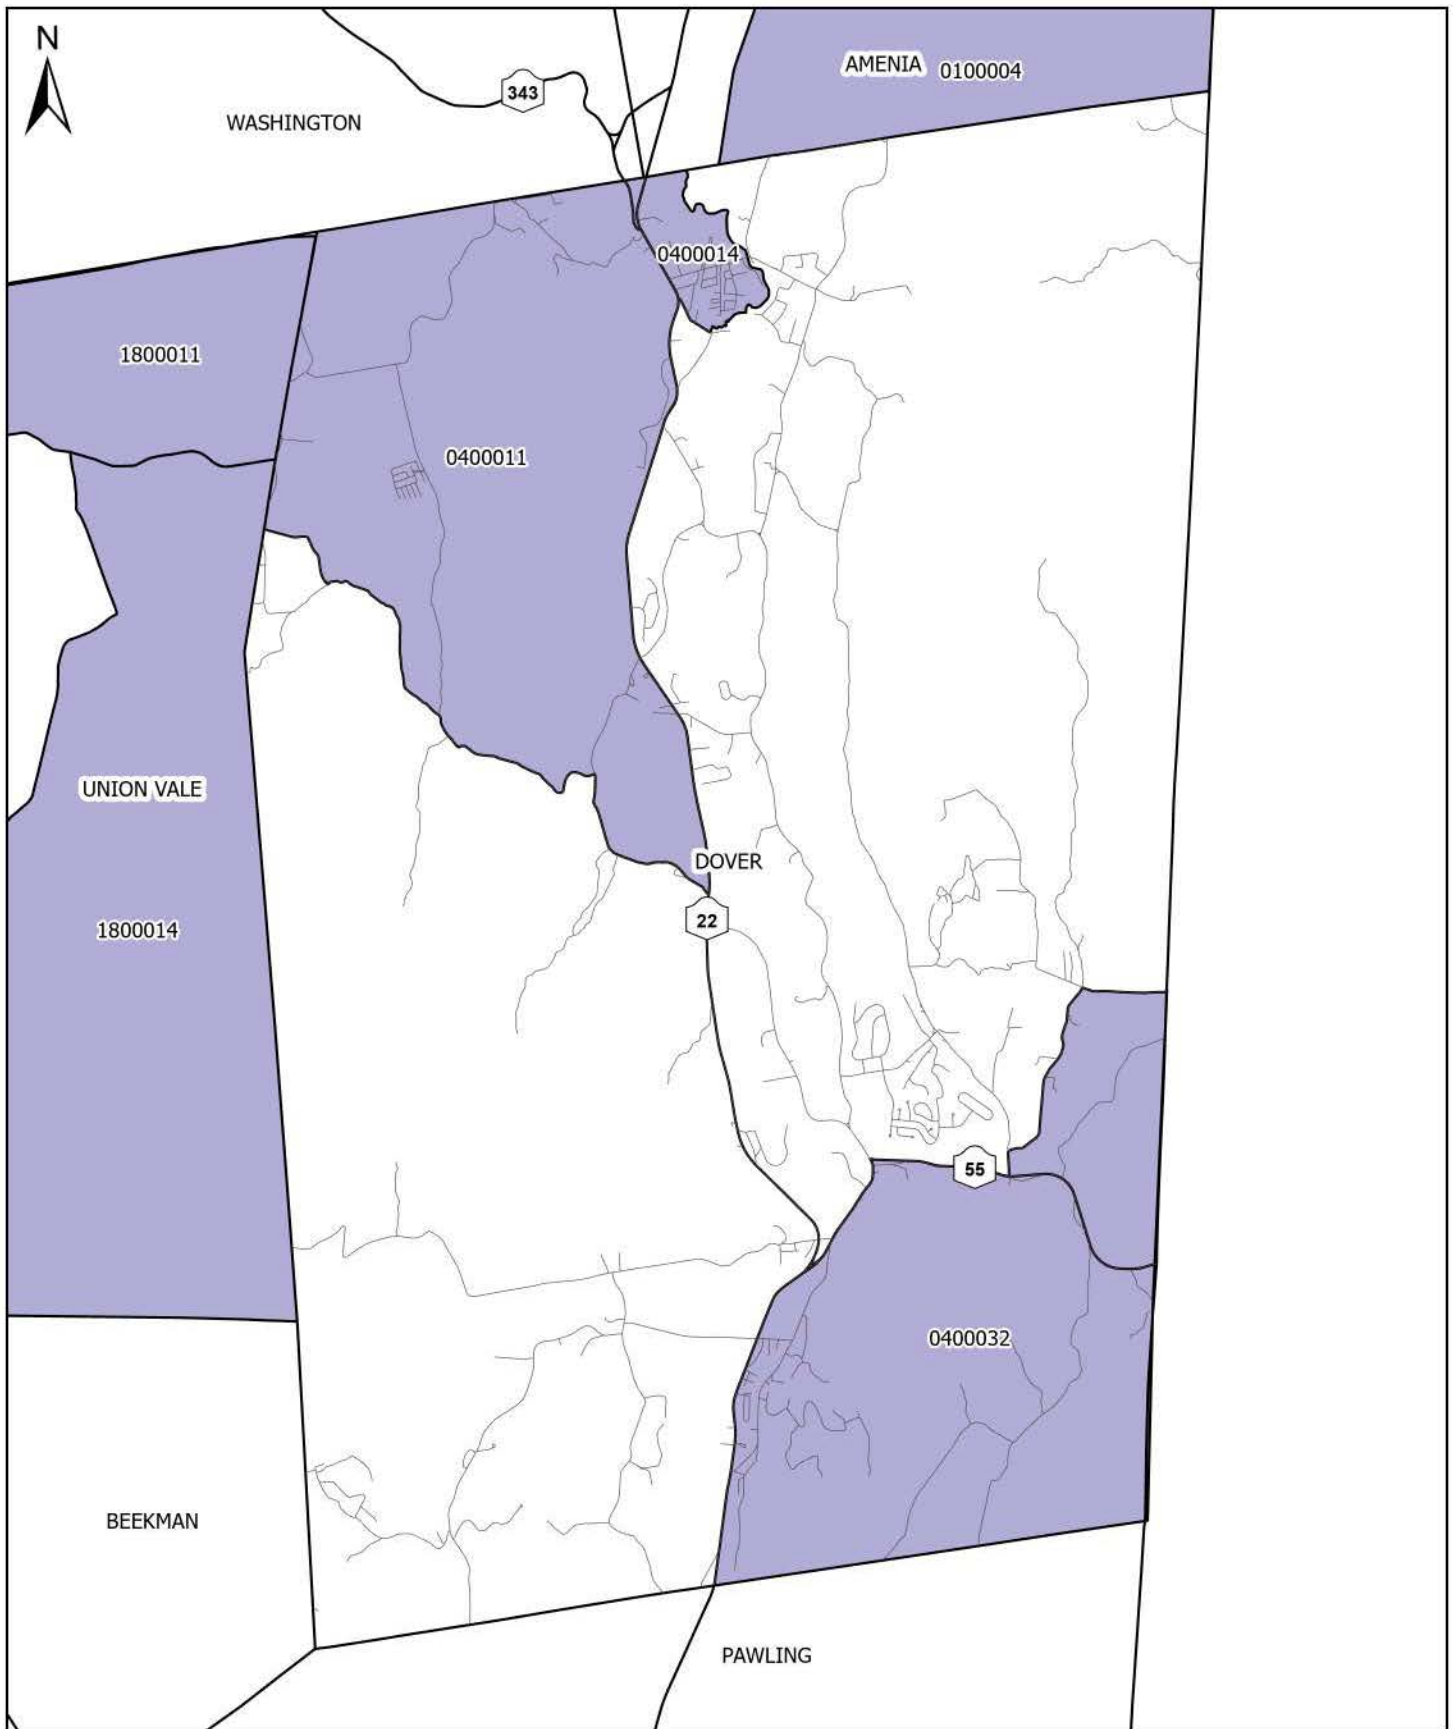 N
AMENIA 0100004
343
WASHINGTON
0400014
1800011
0400011
UNION VALE
DOVER
22
1800014
55
0400032
BEEKMAN
PAWLING